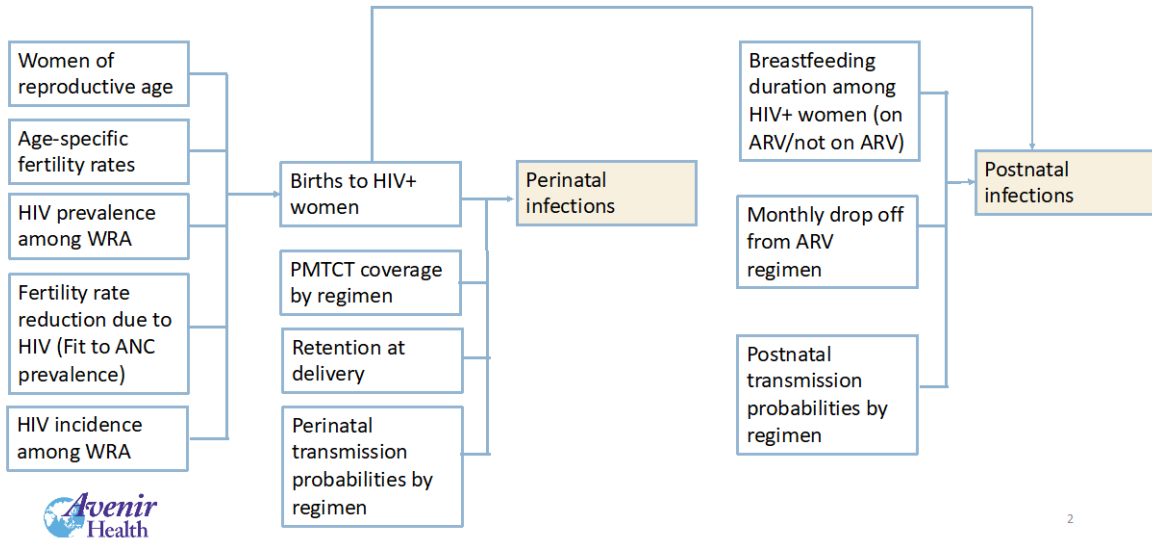 Women of
reproductive age
Age-specific
fertility rates
HIV prevalence
among WRA
Fertility rate
reduction due to
HIV (Fit to ANC
prevalence)
HIV incidence
among WRA
Births to HIV+
women
PMTCT coverage
by regimen
Retention at
delivery
Perinatal
transmission
probabilities by
regimen
Perinatal
infections
Breastfeeding
duration among
HIV+ women (on
ARV/not on ARV)
Monthly drop off
from ARV
regimen
Postnatal
transmission
probabilities by
regimen
Postnatal
infections
Avenir
Health
2